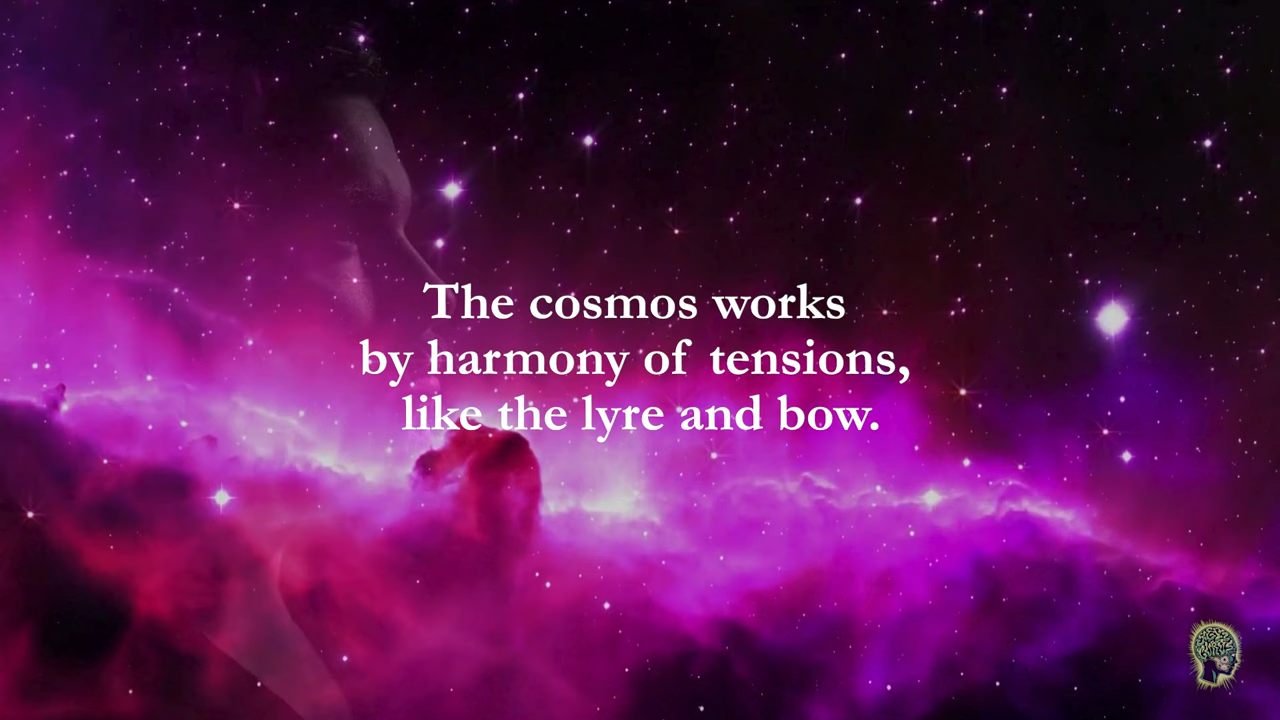 The cosmos works
by harmony of tensions,
like the lyre and bow.